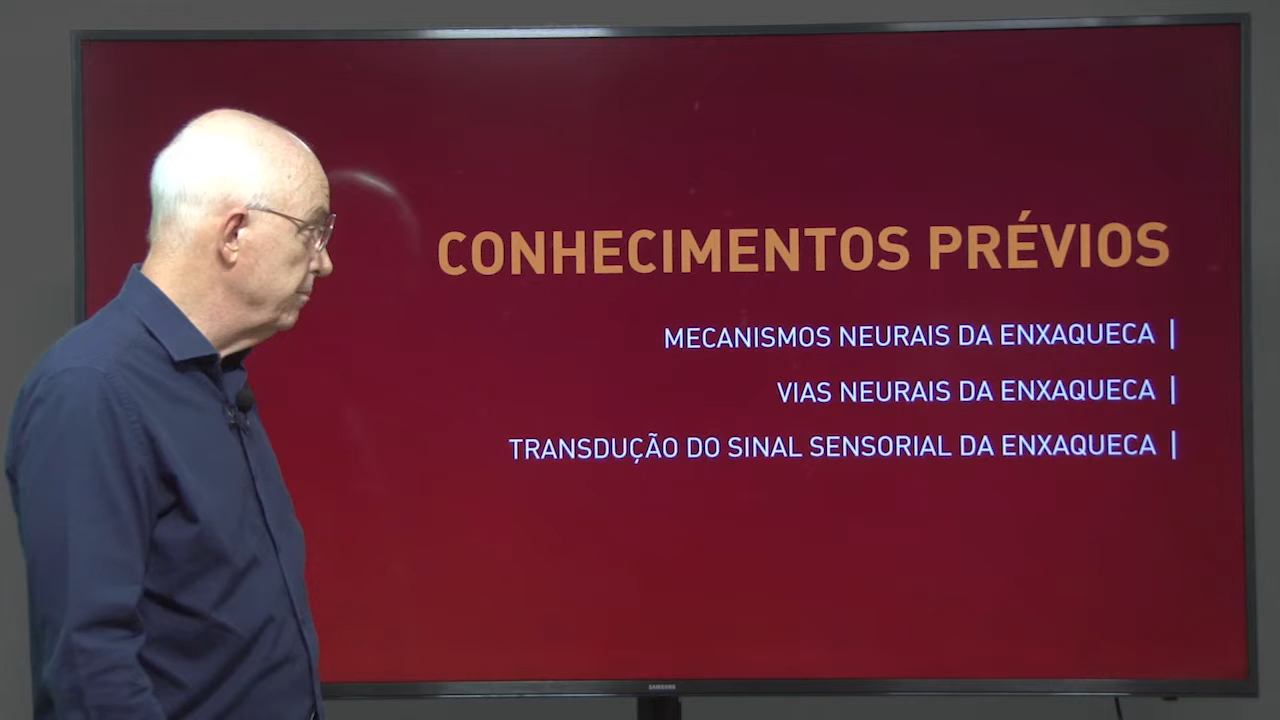 CONHECIMENTOS PRÉVIOS
MECANISMOS NEURAIS DA ENXAQUECA
VIAS NEURAIS DA ENXAQUECA
TRANSDUÇÃO DO SINAL SENSORIAL DA ENXAQUECA
SAMSUNG